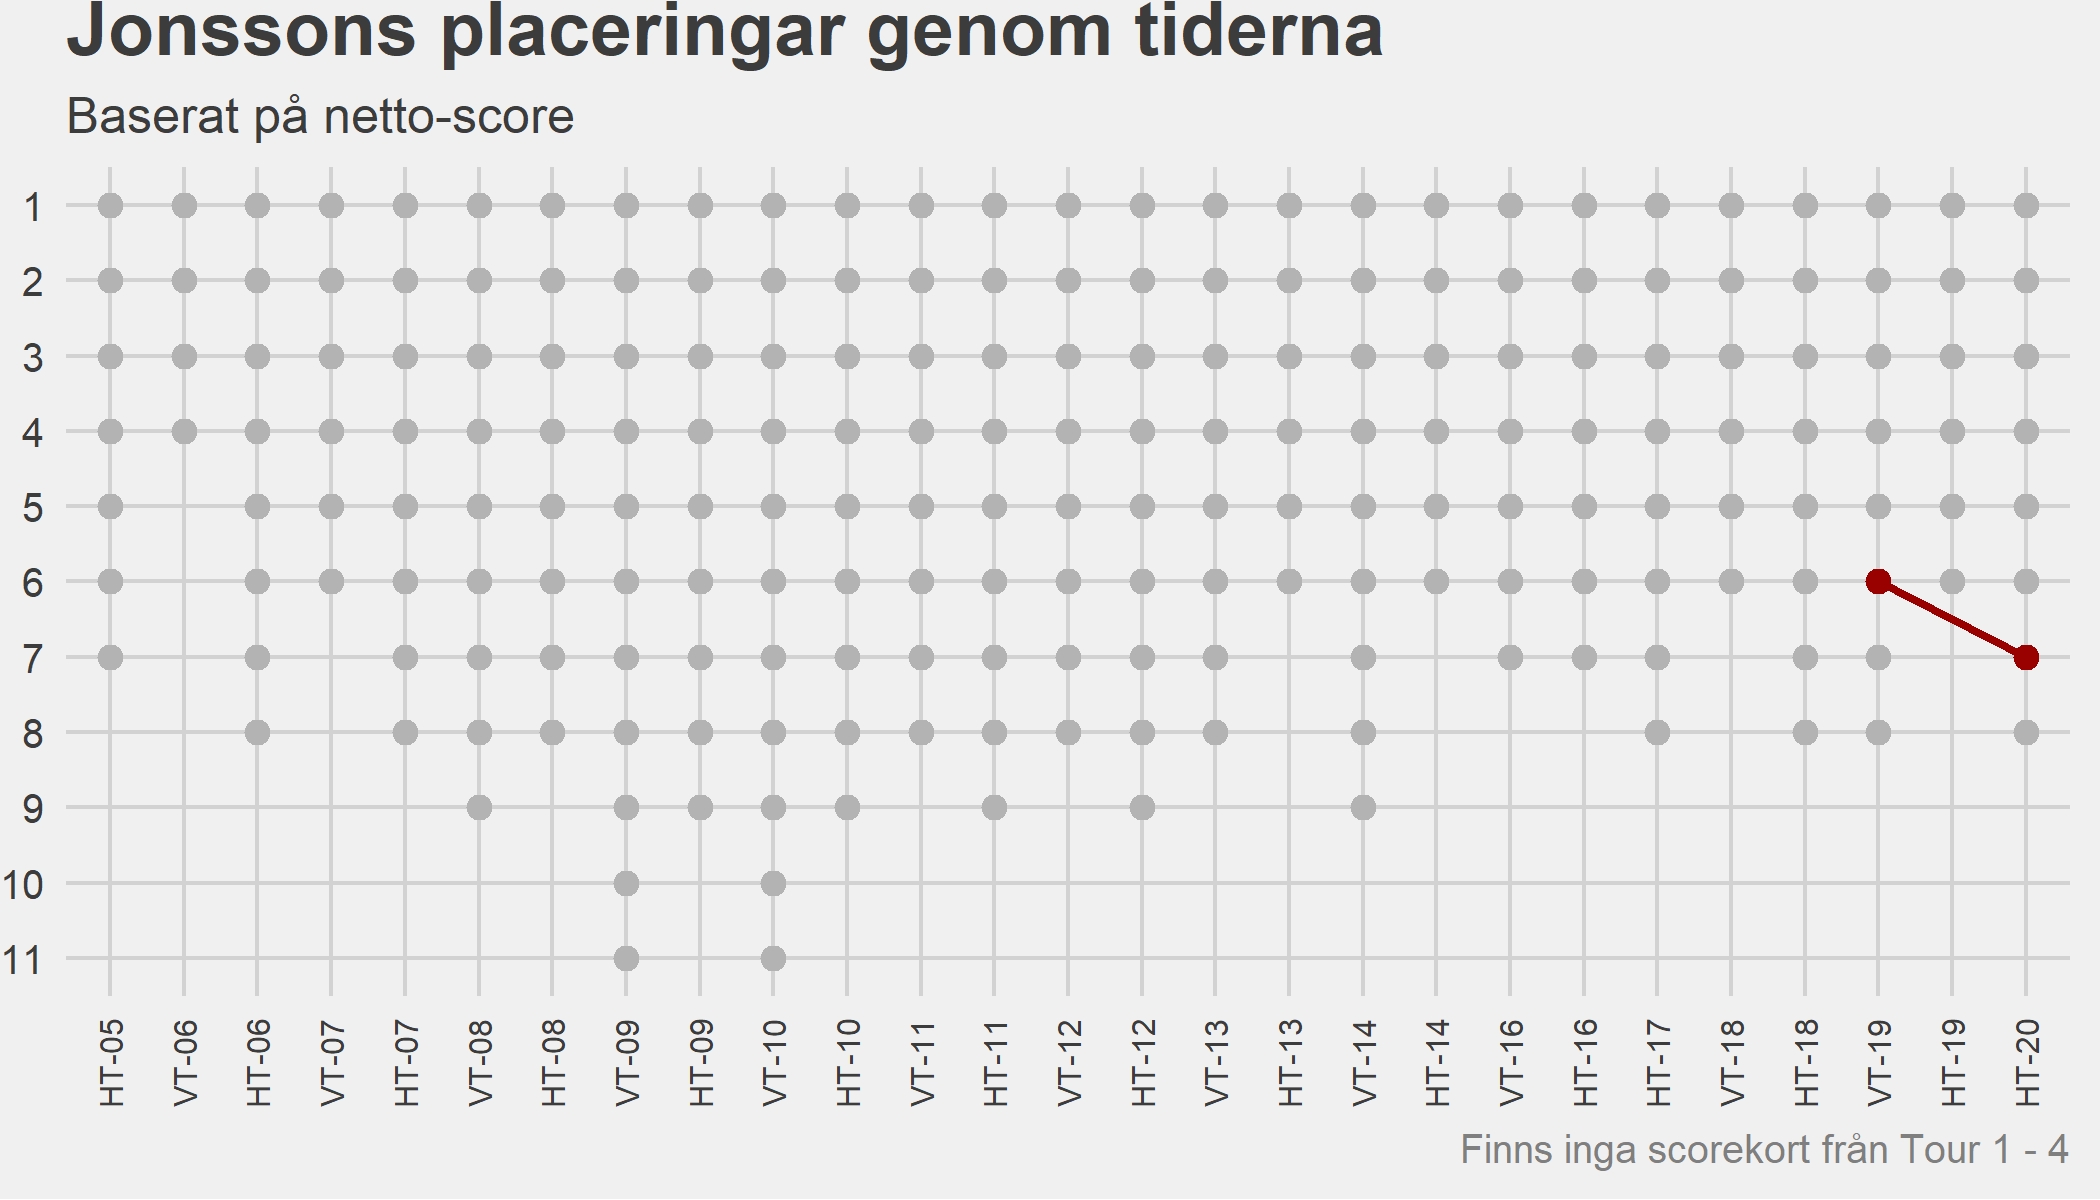 Jonssons placeringar genom tiderna
Baserat på netto-score
1
2
3
4
5
6
7
8
9
10
11
HT-05
VT-06
HT-06
VT-07
HT-07
VT-08
HT-08
VT-09
HT-09
VT-10
HT-10
VT-11
HT-11
VT-12
HT-12
VT-13
HT-13
VT-14
HT-14
VT-16
HT-16
HT-17
VT-18
HT-18
VT-19
HT-19
HT-20
Finns inga scorekort från Tour 1 - 4